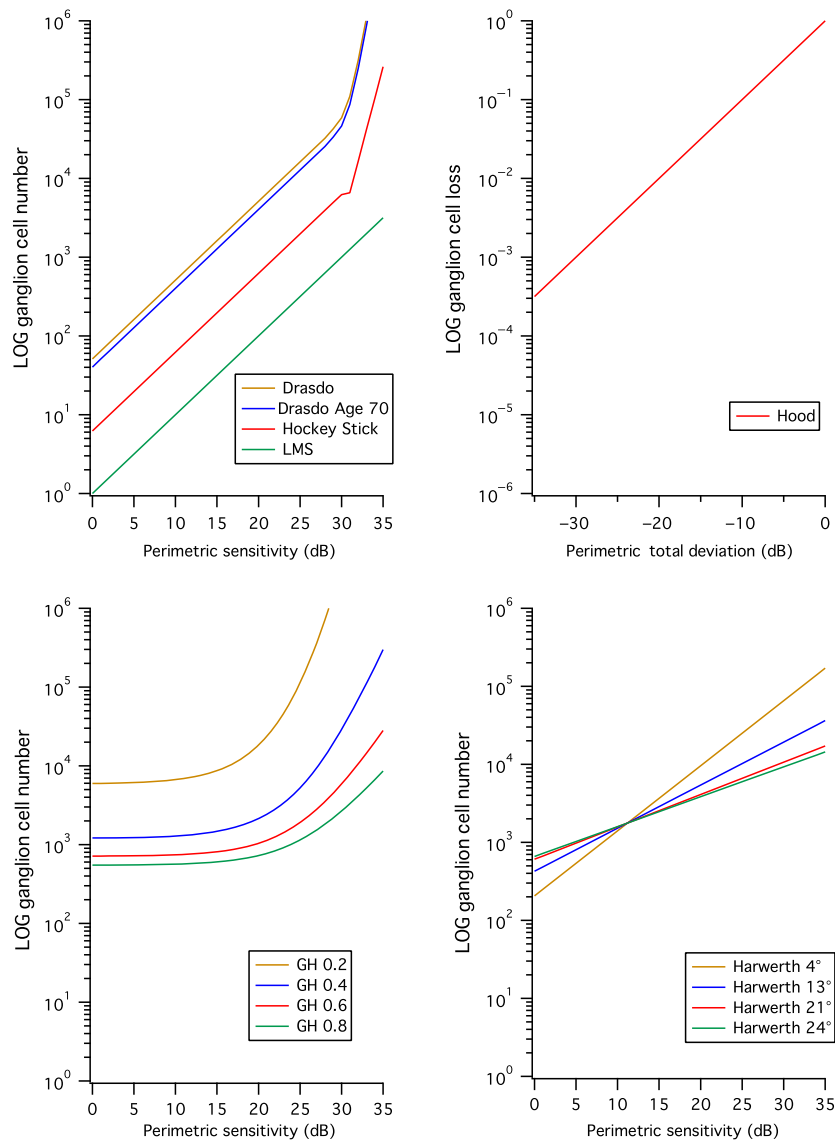 LOG ganglion cell number
10^6
10^5
10^4
10^3
10^2
10^1
10^0
Drasdo
Drasdo Age 70
Hockey Stick
LMS
0 5 10 15 20 25 30 35
Perimetric sensitivity (dB)
LOG ganglion cell loss
10^0
10^-1
10^-2
10^-3
10^-4
10^-5
10^-6
Hood
−30 −20 −10 0
Perimetric total deviation (dB)
LOG ganglion cell number
10^6
10^5
10^4
10^3
10^2
10^1
10^0
GH 0.2
GH 0.4
GH 0.6
GH 0.8
0 5 10 15 20 25 30 35
Perimetric sensitivity (dB)
LOG ganglion cell number
10^6
10^5
10^4
10^3
10^2
10^1
10^0
Harwerth 4°
Harwerth 13°
Harwerth 21°
Harwerth 24°
0 5 10 15 20 25 30 35
Perimetric sensitivity (dB)